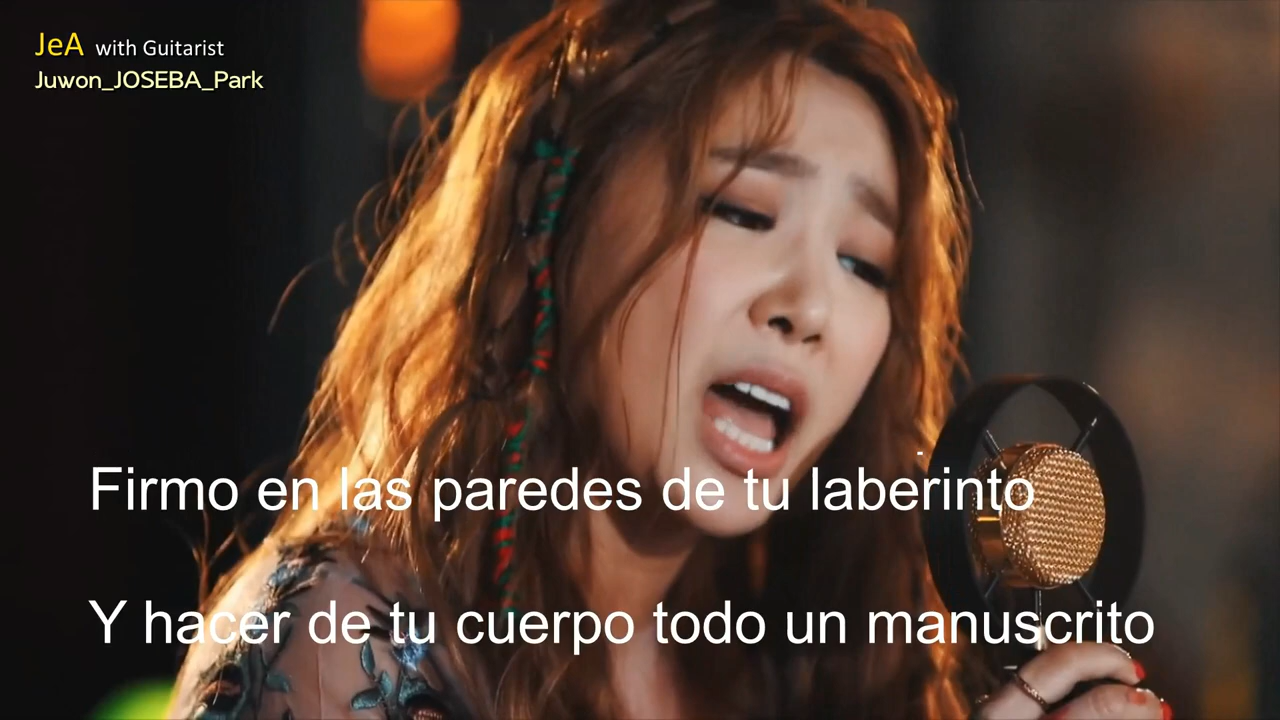 JeA with Guitarist
Juwon_JOSEBA_Park
Firmo en las paredes de tu laberinto
Y hacer de tu cuerpo todo un manuscrito